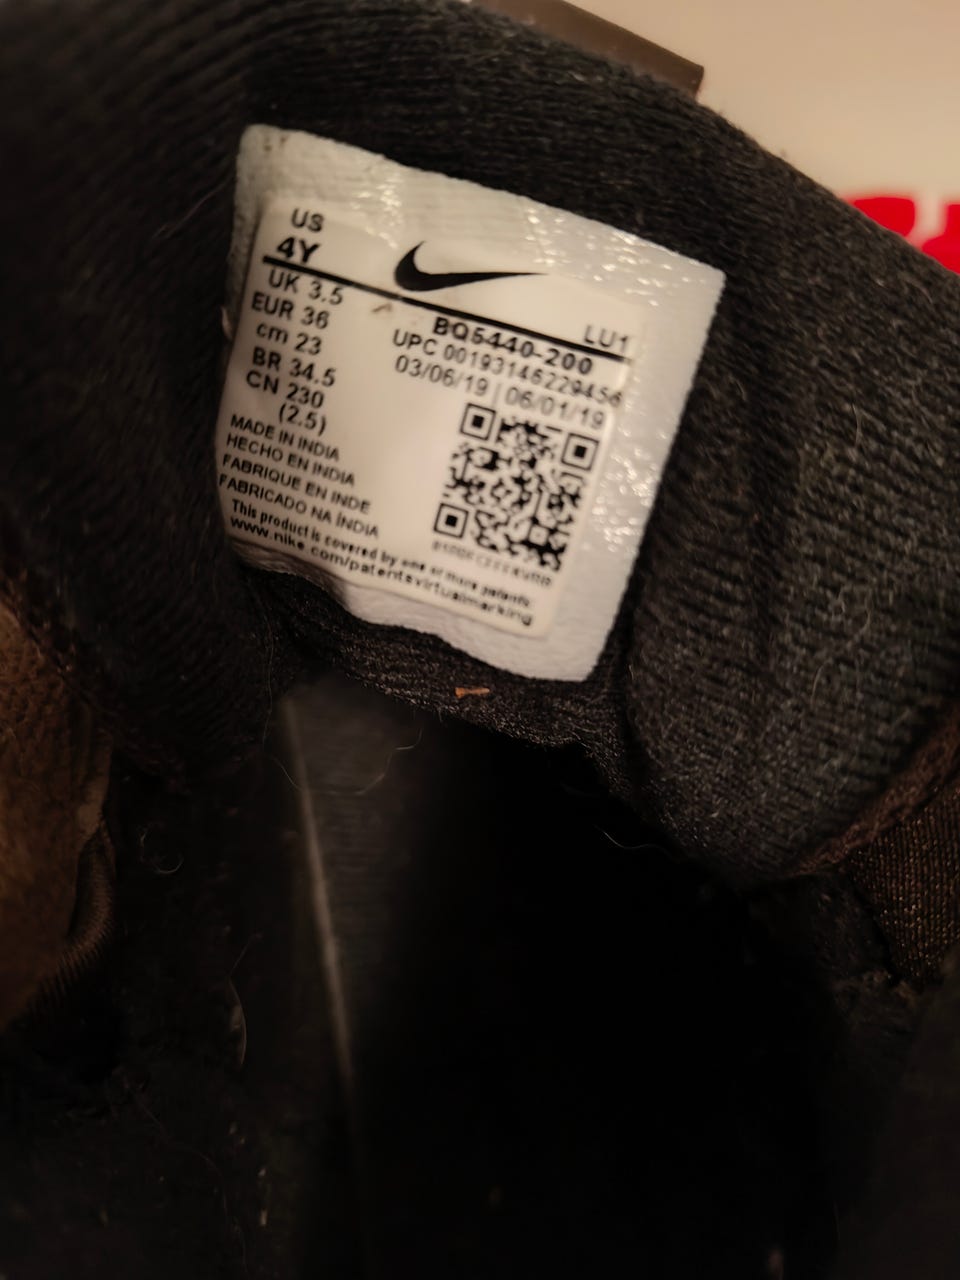 US
4Y
UK 3.5
EUR 36
cm 23
BR 34.5
CN 230
(2.5)
LU1
BQ5440-200
UPC 00193146229456
03/06/19 | 06/01/19
MADE IN INDIA
HECHO EN INDIA
FABRIQUE EN INDE
FABRICADO NA ÍNDIA
This product is covered by one or more patents.
www.nike.com/patentsvirtualmarking